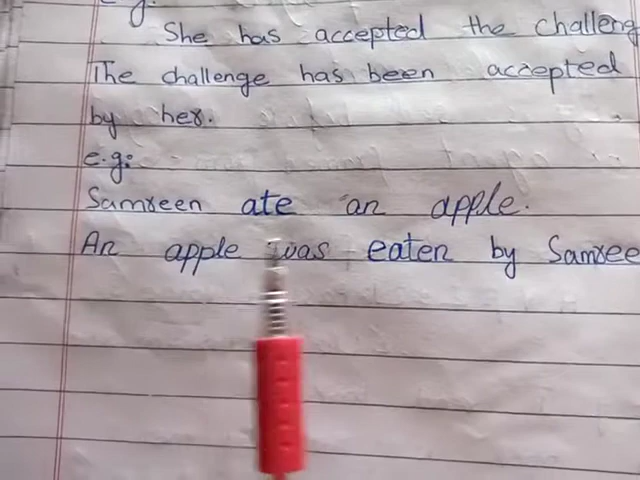 She has accepted the challeng
The challenge has been accepted
by her.
e.g:
Samreen ate an apple.
An apple was eaten by Samree